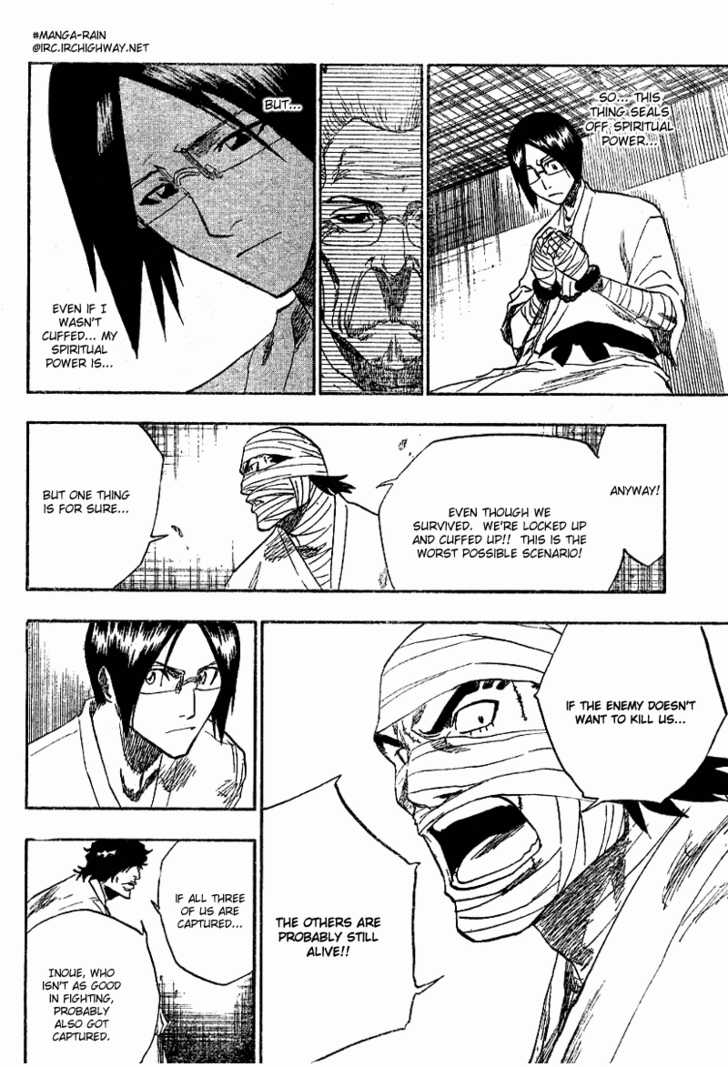 #MANGA-RAIN
@IRC.IRCHIGHWAY.NET
SO... THIS
THING SEALS
OFF SPIRITUAL
POWER...
BUT...
EVEN IF I
WASN'T
CUFFED... MY
SPIRITUAL
POWER IS...
ANYWAY!
EVEN THOUGH WE
SURVIVED. WE'RE LOCKED UP
AND CUFFED UP!! THIS IS THE
WORST POSSIBLE SCENARIO!
BUT ONE THING
IS FOR SURE...
IF THE ENEMY DOESN'T
WANT TO KILL US...
THE OTHERS ARE
PROBABLY STILL
ALIVE!!
IF ALL THREE
OF US ARE
CAPTURED...
INOUE, WHO
ISN'T AS GOOD
IN FIGHTING,
PROBABLY
ALSO GOT
CAPTURED.